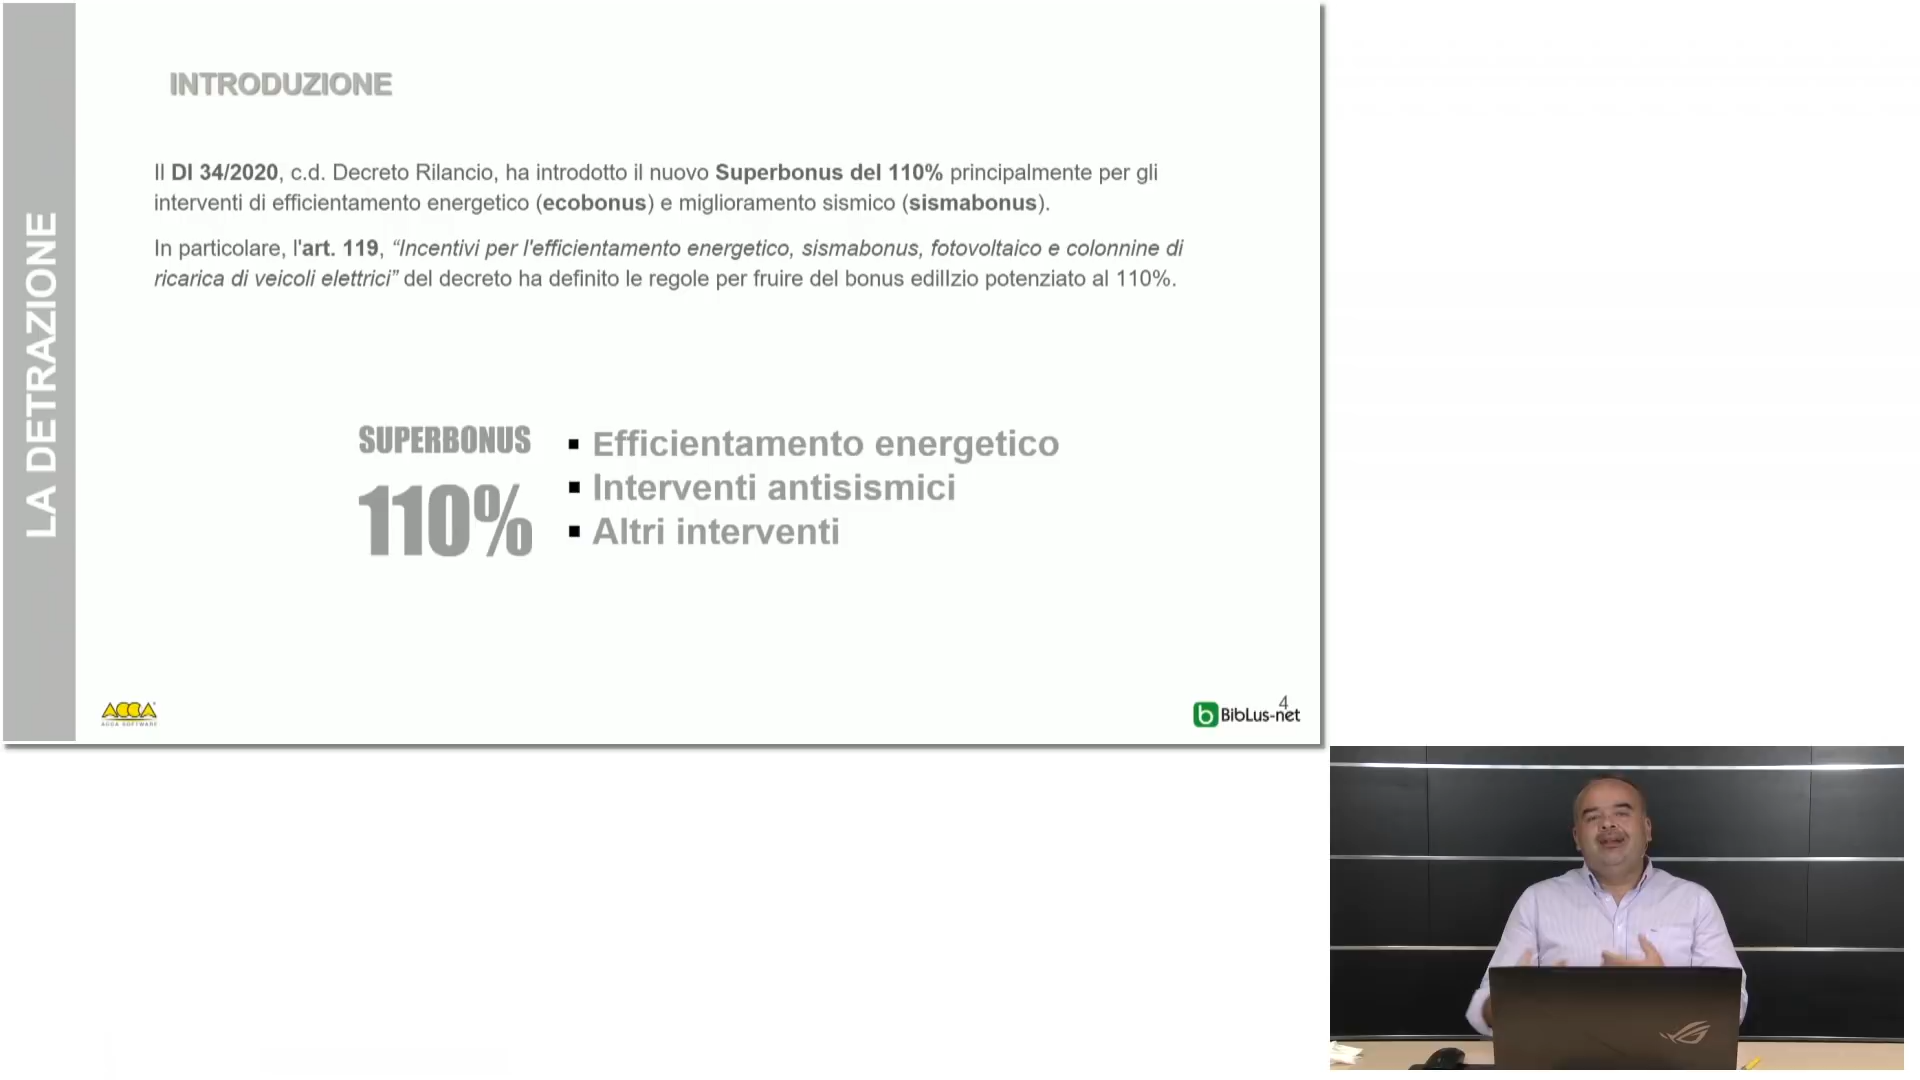 LA DETRAZIONE
INTRODUZIONE
Il Dl 34/2020, c.d. Decreto Rilancio, ha introdotto il nuovo Superbonus del 110% principalmente per gli
interventi di efficientamento energetico (ecobonus) e miglioramento sismico (sismabonus).
In particolare, l'art. 119, “Incentivi per l'efficientamento energetico, sismabonus, fotovoltaico e colonnine di
ricarica di veicoli elettrici” del decreto ha definito le regole per fruire del bonus edilIzio potenziato al 110%.
SUPERBONUS
110%
▪ Efficientamento energetico
▪ Interventi antisismici
▪ Altri interventi
ACCA
ACCA SOFTWARE
4
b BibLus-net